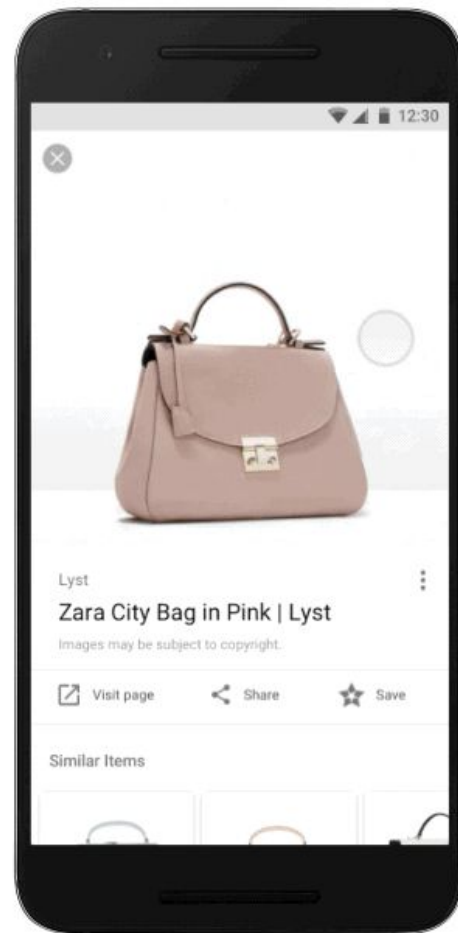 12:30
Lyst
Zara City Bag in Pink | Lyst
Images may be subject to copyright.
Visit page Share Save
Similar Items